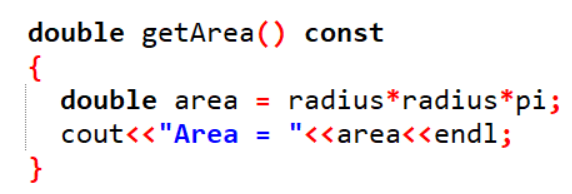 double getArea() const
{
double area = radius*radius*pi;
cout<<"Area = "<<area<<endl;
}